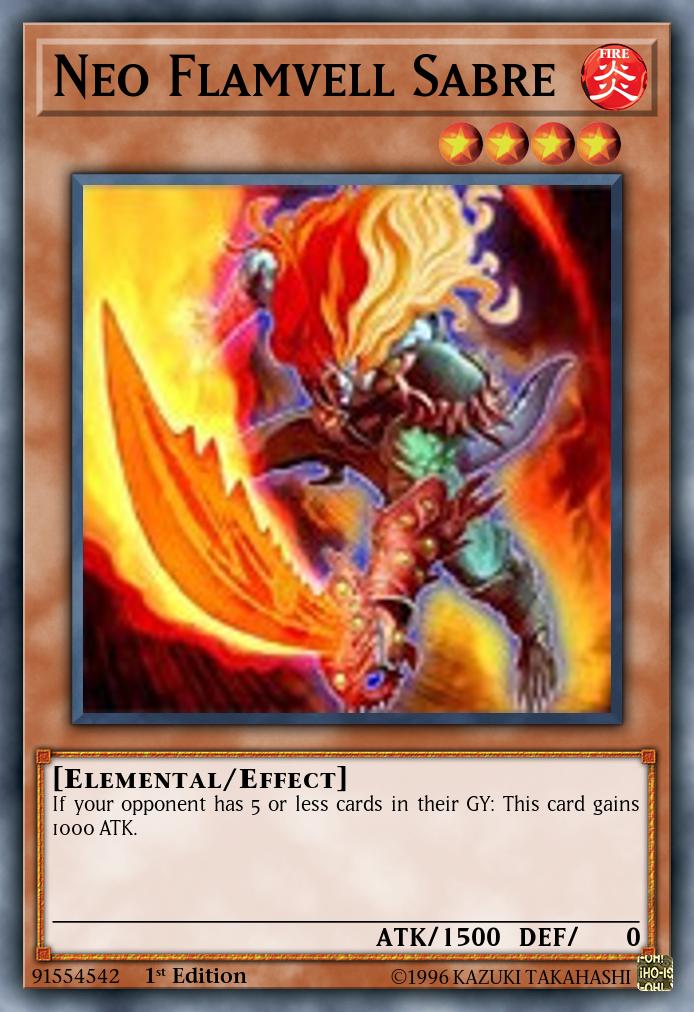 Neo Flamvell Sabre
FIRE
炎
[Elemental/Effect]
If your opponent has 5 or less cards in their GY: This card gains
1000 ATK.
ATK/1500 DEF/ 0
91554542 1st Edition ©1996 KAZUKI TAKAHASHI